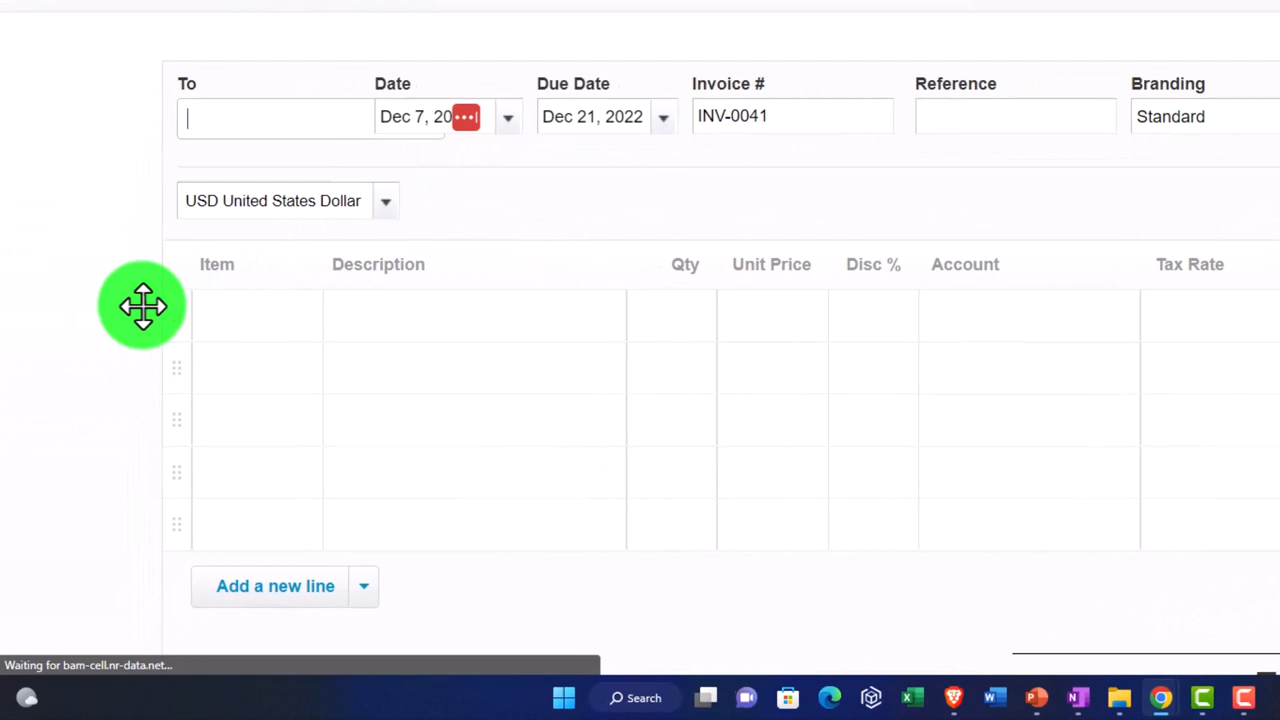 To Date Due Date Invoice # Reference Branding
Dec 7, 20 Dec 21, 2022 INV-0041 Standard
USD United States Dollar
Item Description Qty Unit Price Disc % Account Tax Rate
Add a new line
Waiting for bam-cell.nr-data.net...
Search